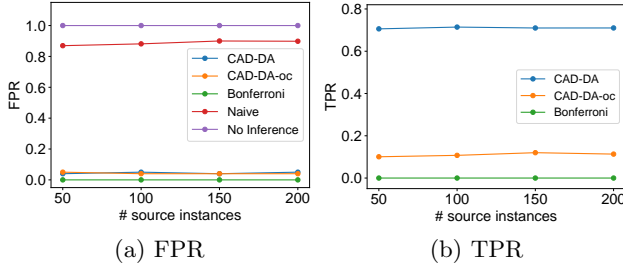 1.0
0.8
0.6
0.4
0.2
0.0
FPR
CAD-DA
CAD-DA-oc
Bonferroni
Naive
No Inference
50
100
150
200
# source instances
(a) FPR
0.8
0.6
0.4
0.2
0.0
TPR
CAD-DA
CAD-DA-oc
Bonferroni
50
100
150
200
# source instances
(b) TPR